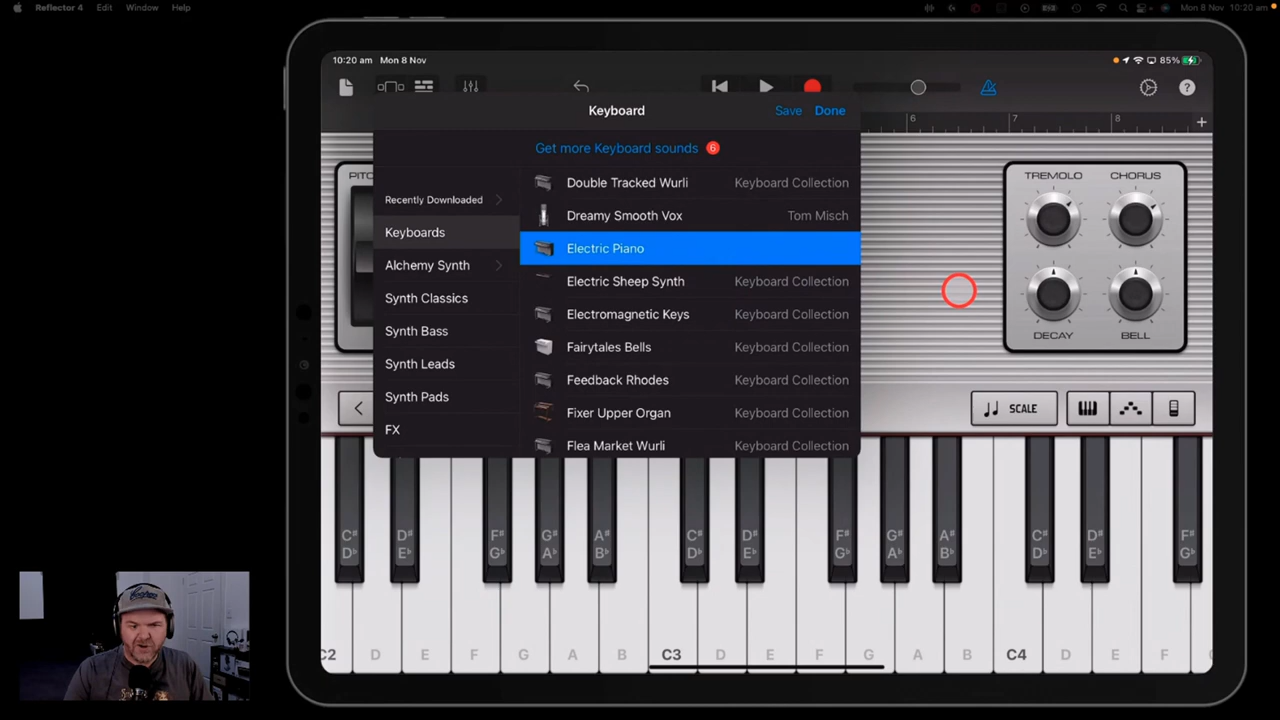 Reflector 4 Edit Window Help Mon 8 Nov 10:20 am
10:20 am Mon 8 Nov 85%
Keyboard Save Done
6 7 8 +
Get more Keyboard sounds 6
Recently Downloaded
Keyboards
Alchemy Synth
Synth Classics
Synth Bass
Synth Leads
Synth Pads
FX
Double Tracked Wurli Keyboard Collection
Dreamy Smooth Vox Tom Misch
Electric Piano
Electric Sheep Synth Keyboard Collection
Electromagnetic Keys Keyboard Collection
Fairytales Bells Keyboard Collection
Feedback Rhodes Keyboard Collection
Fixer Upper Organ Keyboard Collection
Flea Market Wurli Keyboard Collection
?
TREMOLO CHORUS
DECAY BELL
SCALE
C# D# F# G# A# C# D# F# G# A# C# D# F#
D♭ E♭ G♭ A♭ B♭ D♭ E♭ G♭ A♭ B♭ D♭ E♭ G♭
C2 D E F G A B C3 D E F G A B C4 D E F